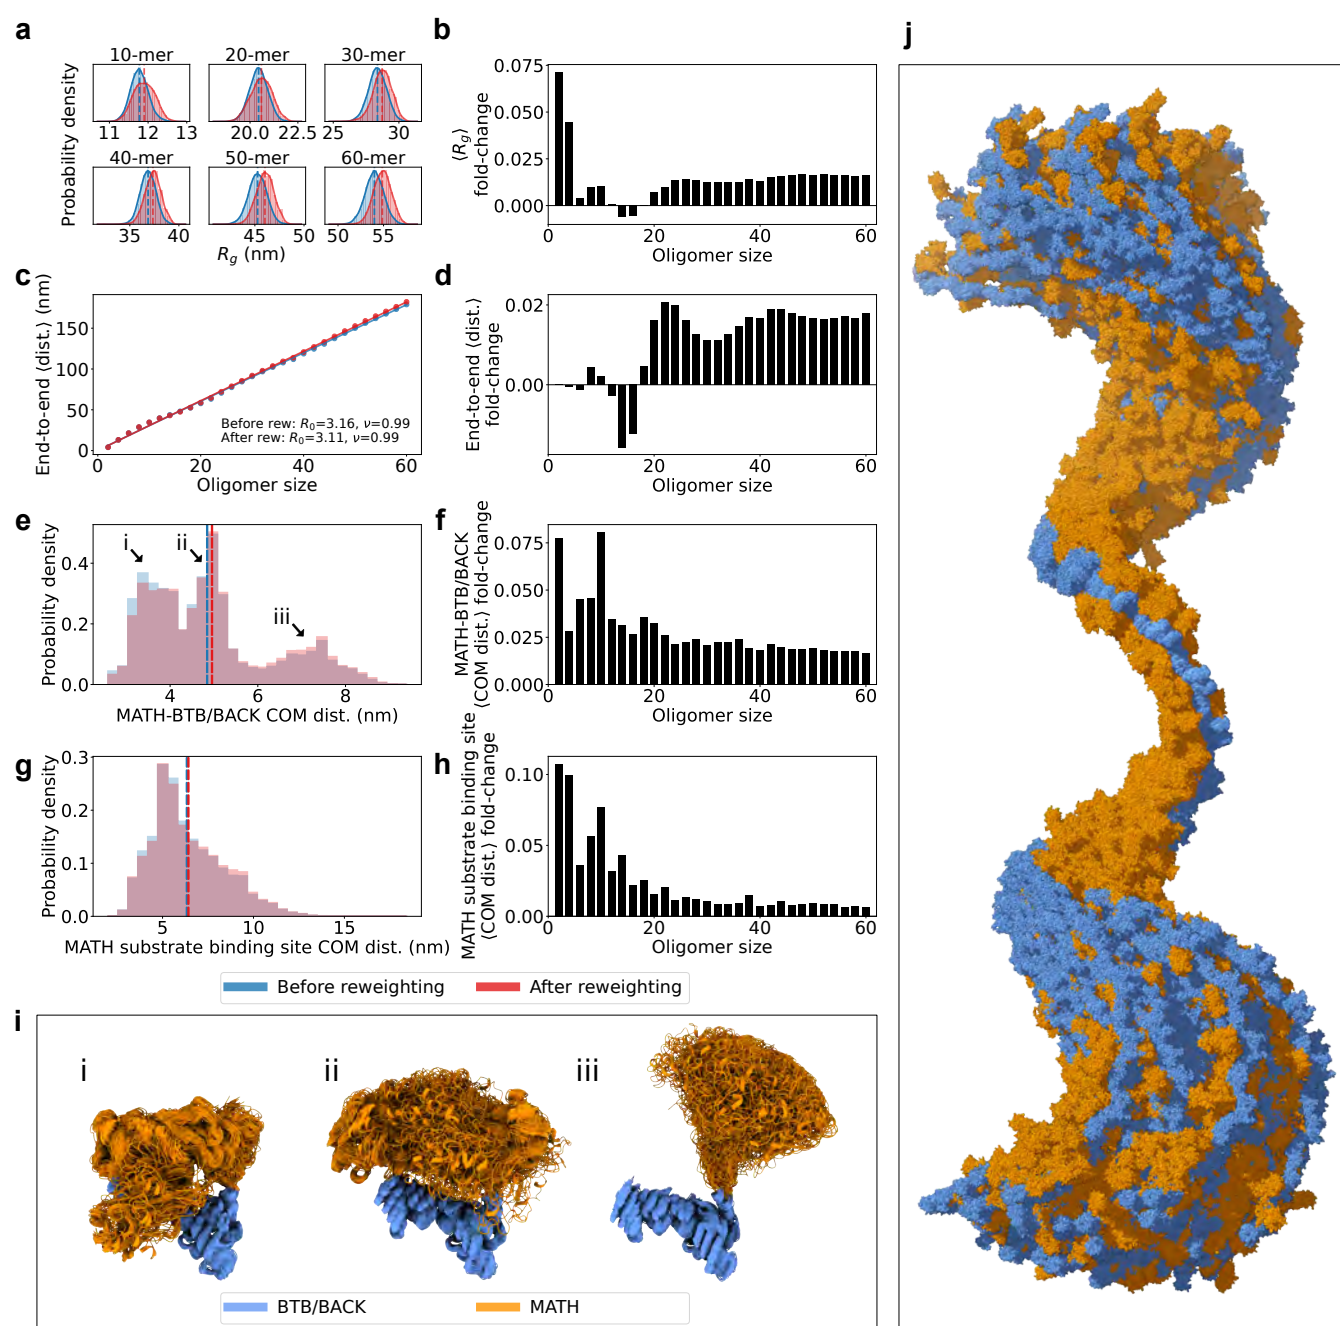 a
10-mer
20-mer
30-mer
11
12
13
20.0
22.5
25
30
40-mer
50-mer
60-mer
35
40
45
50
50
55
Probability density
Rg (nm)
b
0.075
0.050
0.025
0.000
0
20
40
60
⟨Rg⟩
fold-change
Oligomer size
c
150
100
50
0
0
20
40
60
End-to-end ⟨dist.⟩ (nm)
Before rew: R0=3.16, ν=0.99
After rew: R0=3.11, ν=0.99
Oligomer size
d
0.02
0.00
0
20
40
60
End-to-end ⟨dist.⟩
fold-change
Oligomer size
e
0.4
0.2
0.0
4
6
8
i
ii
iii
Probability density
MATH-BTB/BACK COM dist. (nm)
f
0.075
0.050
0.025
0.000
0
20
40
60
MATH-BTB/BACK
⟨COM dist.⟩ fold-change
Oligomer size
g
0.3
0.2
0.1
0.0
5
10
15
Probability density
MATH substrate binding site COM dist. (nm)
h
0.10
0.05
0.00
0
20
40
60
MATH substrate binding site
⟨COM dist.⟩ fold-change
Oligomer size
Before reweighting
After reweighting
i
i
ii
iii
BTB/BACK
MATH
j